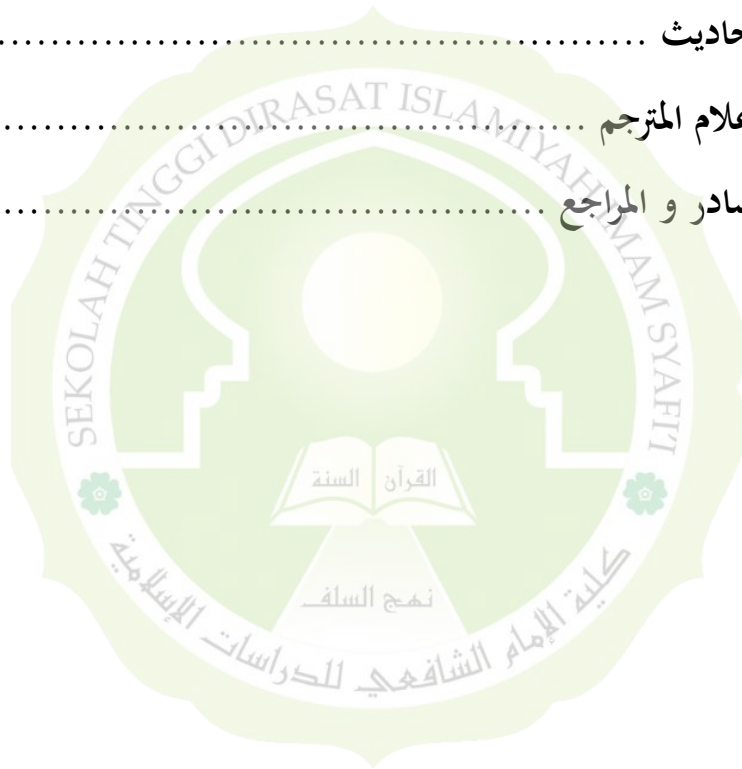 حاديث ..................................................
علام المترجم .............................................
ادر و المراجع ..........................................
SEKOLAH TINGGI DIRASAT ISLAMIYAH IMAM SYAFI'I
القرآن السنة
نهج السلف
كلية الإمام الشافعي للدراسات الإسلامية